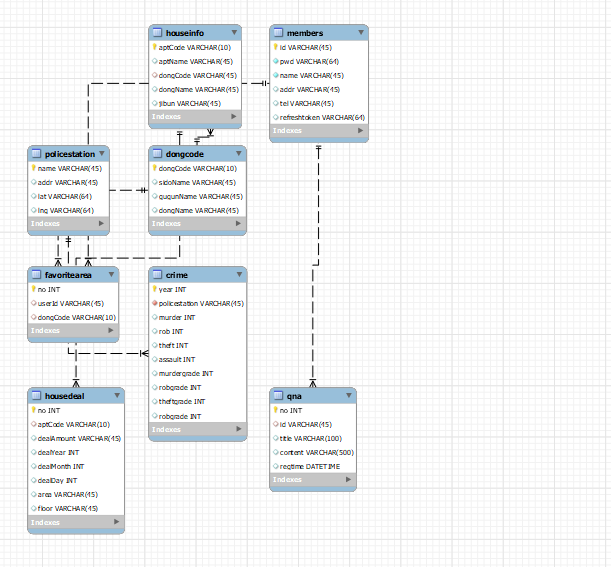 houseinfo
aptCode VARCHAR(10)
aptName VARCHAR(45)
dongCode VARCHAR(45)
dongName VARCHAR(45)
jibun VARCHAR(45)
Indexes
members
id VARCHAR(45)
pwd VARCHAR(64)
name VARCHAR(45)
addr VARCHAR(45)
tel VARCHAR(45)
refreshtoken VARCHAR(64)
Indexes
policestation
name VARCHAR(45)
addr VARCHAR(45)
lat VARCHAR(64)
lng VARCHAR(64)
Indexes
dongcode
dongCode VARCHAR(10)
sidoName VARCHAR(45)
gugunName VARCHAR(45)
dongName VARCHAR(45)
Indexes
favoritearea
no INT
userId VARCHAR(45)
dongCode VARCHAR(10)
Indexes
crime
year INT
policestation VARCHAR(45)
murder INT
rob INT
theft INT
assault INT
murdergrade INT
robgrade INT
theftgrade INT
robgrade INT
Indexes
housedeal
no INT
aptCode VARCHAR(10)
dealAmount VARCHAR(45)
dealYear INT
dealMonth INT
dealDay INT
area VARCHAR(45)
floor VARCHAR(45)
Indexes
qna
no INT
id VARCHAR(45)
title VARCHAR(100)
content VARCHAR(500)
regtime DATETIME
Indexes